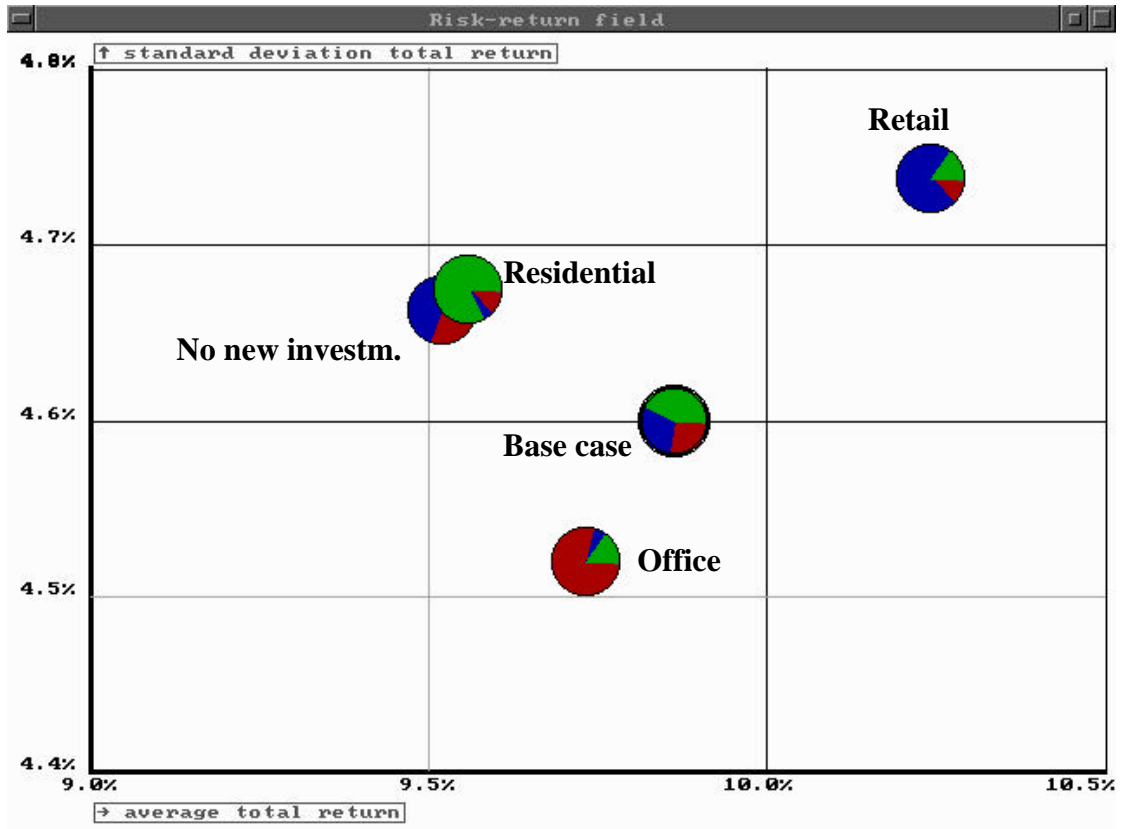 Risk-return field
4.8%
↑ standard deviation total return
Retail
4.7%
Residential
No new investm.
4.6%
Base case
Office
4.5%
4.4%
9.0% 9.5% 10.0% 10.5%
→ average total return